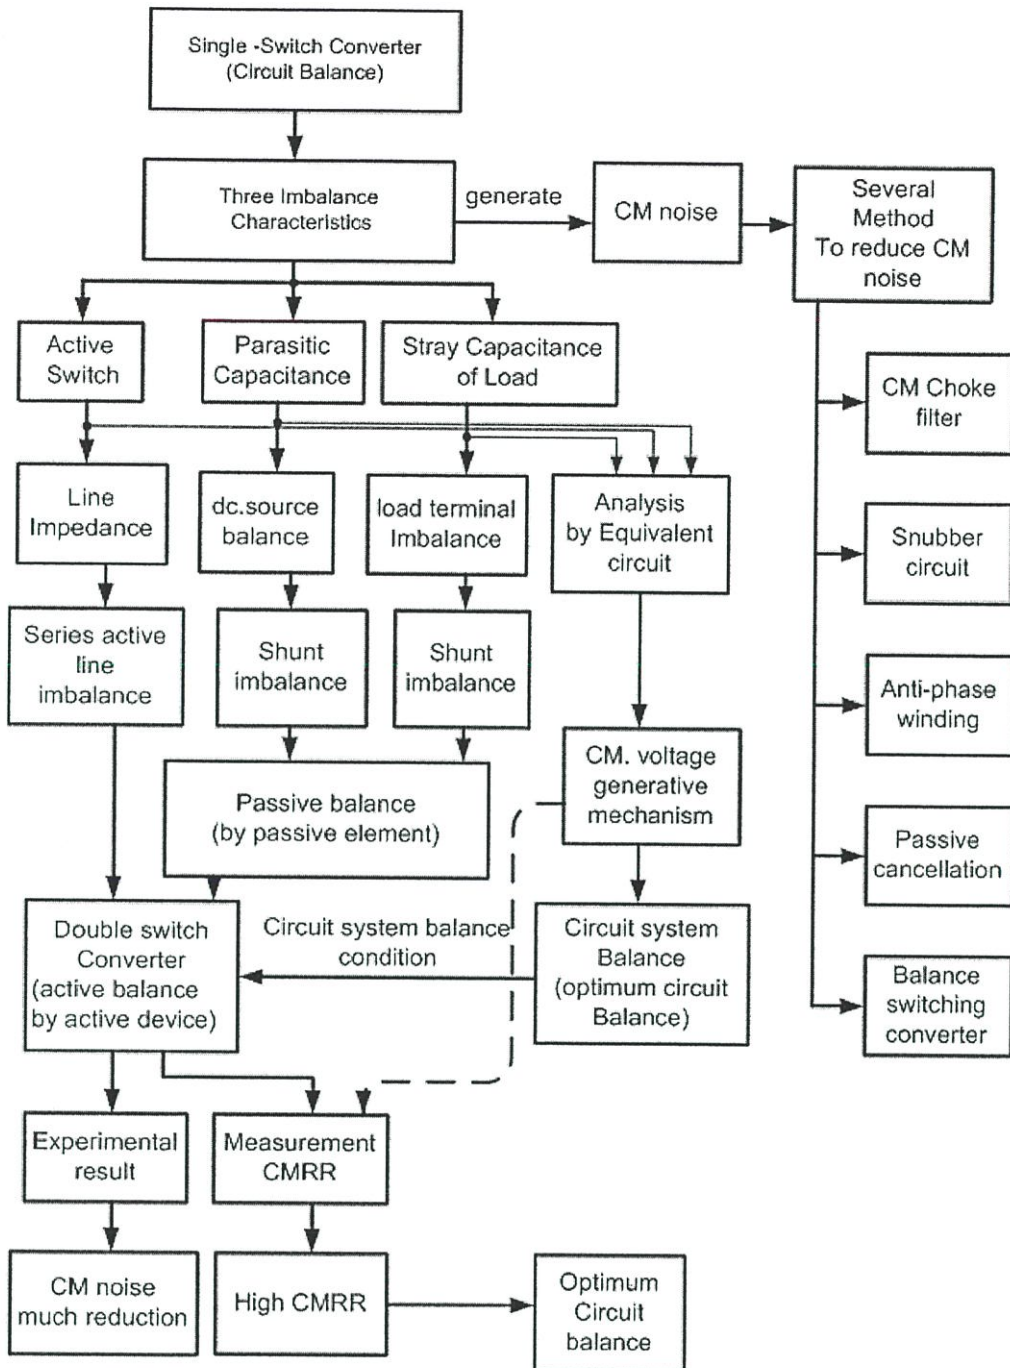 Single -Switch Converter
(Circuit Balance)
Three Imbalance
Characteristics
generate
CM noise
Several
Method
To reduce CM
noise
Active
Switch
Parasitic
Capacitance
Stray Capacitance
of Load
CM Choke
filter
Line
Impedance
dc.source
balance
load terminal
Imbalance
Analysis
by Equivalent
circuit
Snubber
circuit
Series active
line
imbalance
Shunt
imbalance
Shunt
imbalance
Anti-phase
winding
Passive balance
(by passive element)
CM. voltage
generative
mechanism
Passive
cancellation
Double switch
Converter
(active balance
by active device)
Circuit system balance
condition
Circuit system
Balance
(optimum circuit
Balance)
Balance
switching
converter
Experimental
result
Measurement
CMRR
CM noise
much reduction
High CMRR
Optimum
Circuit
balance